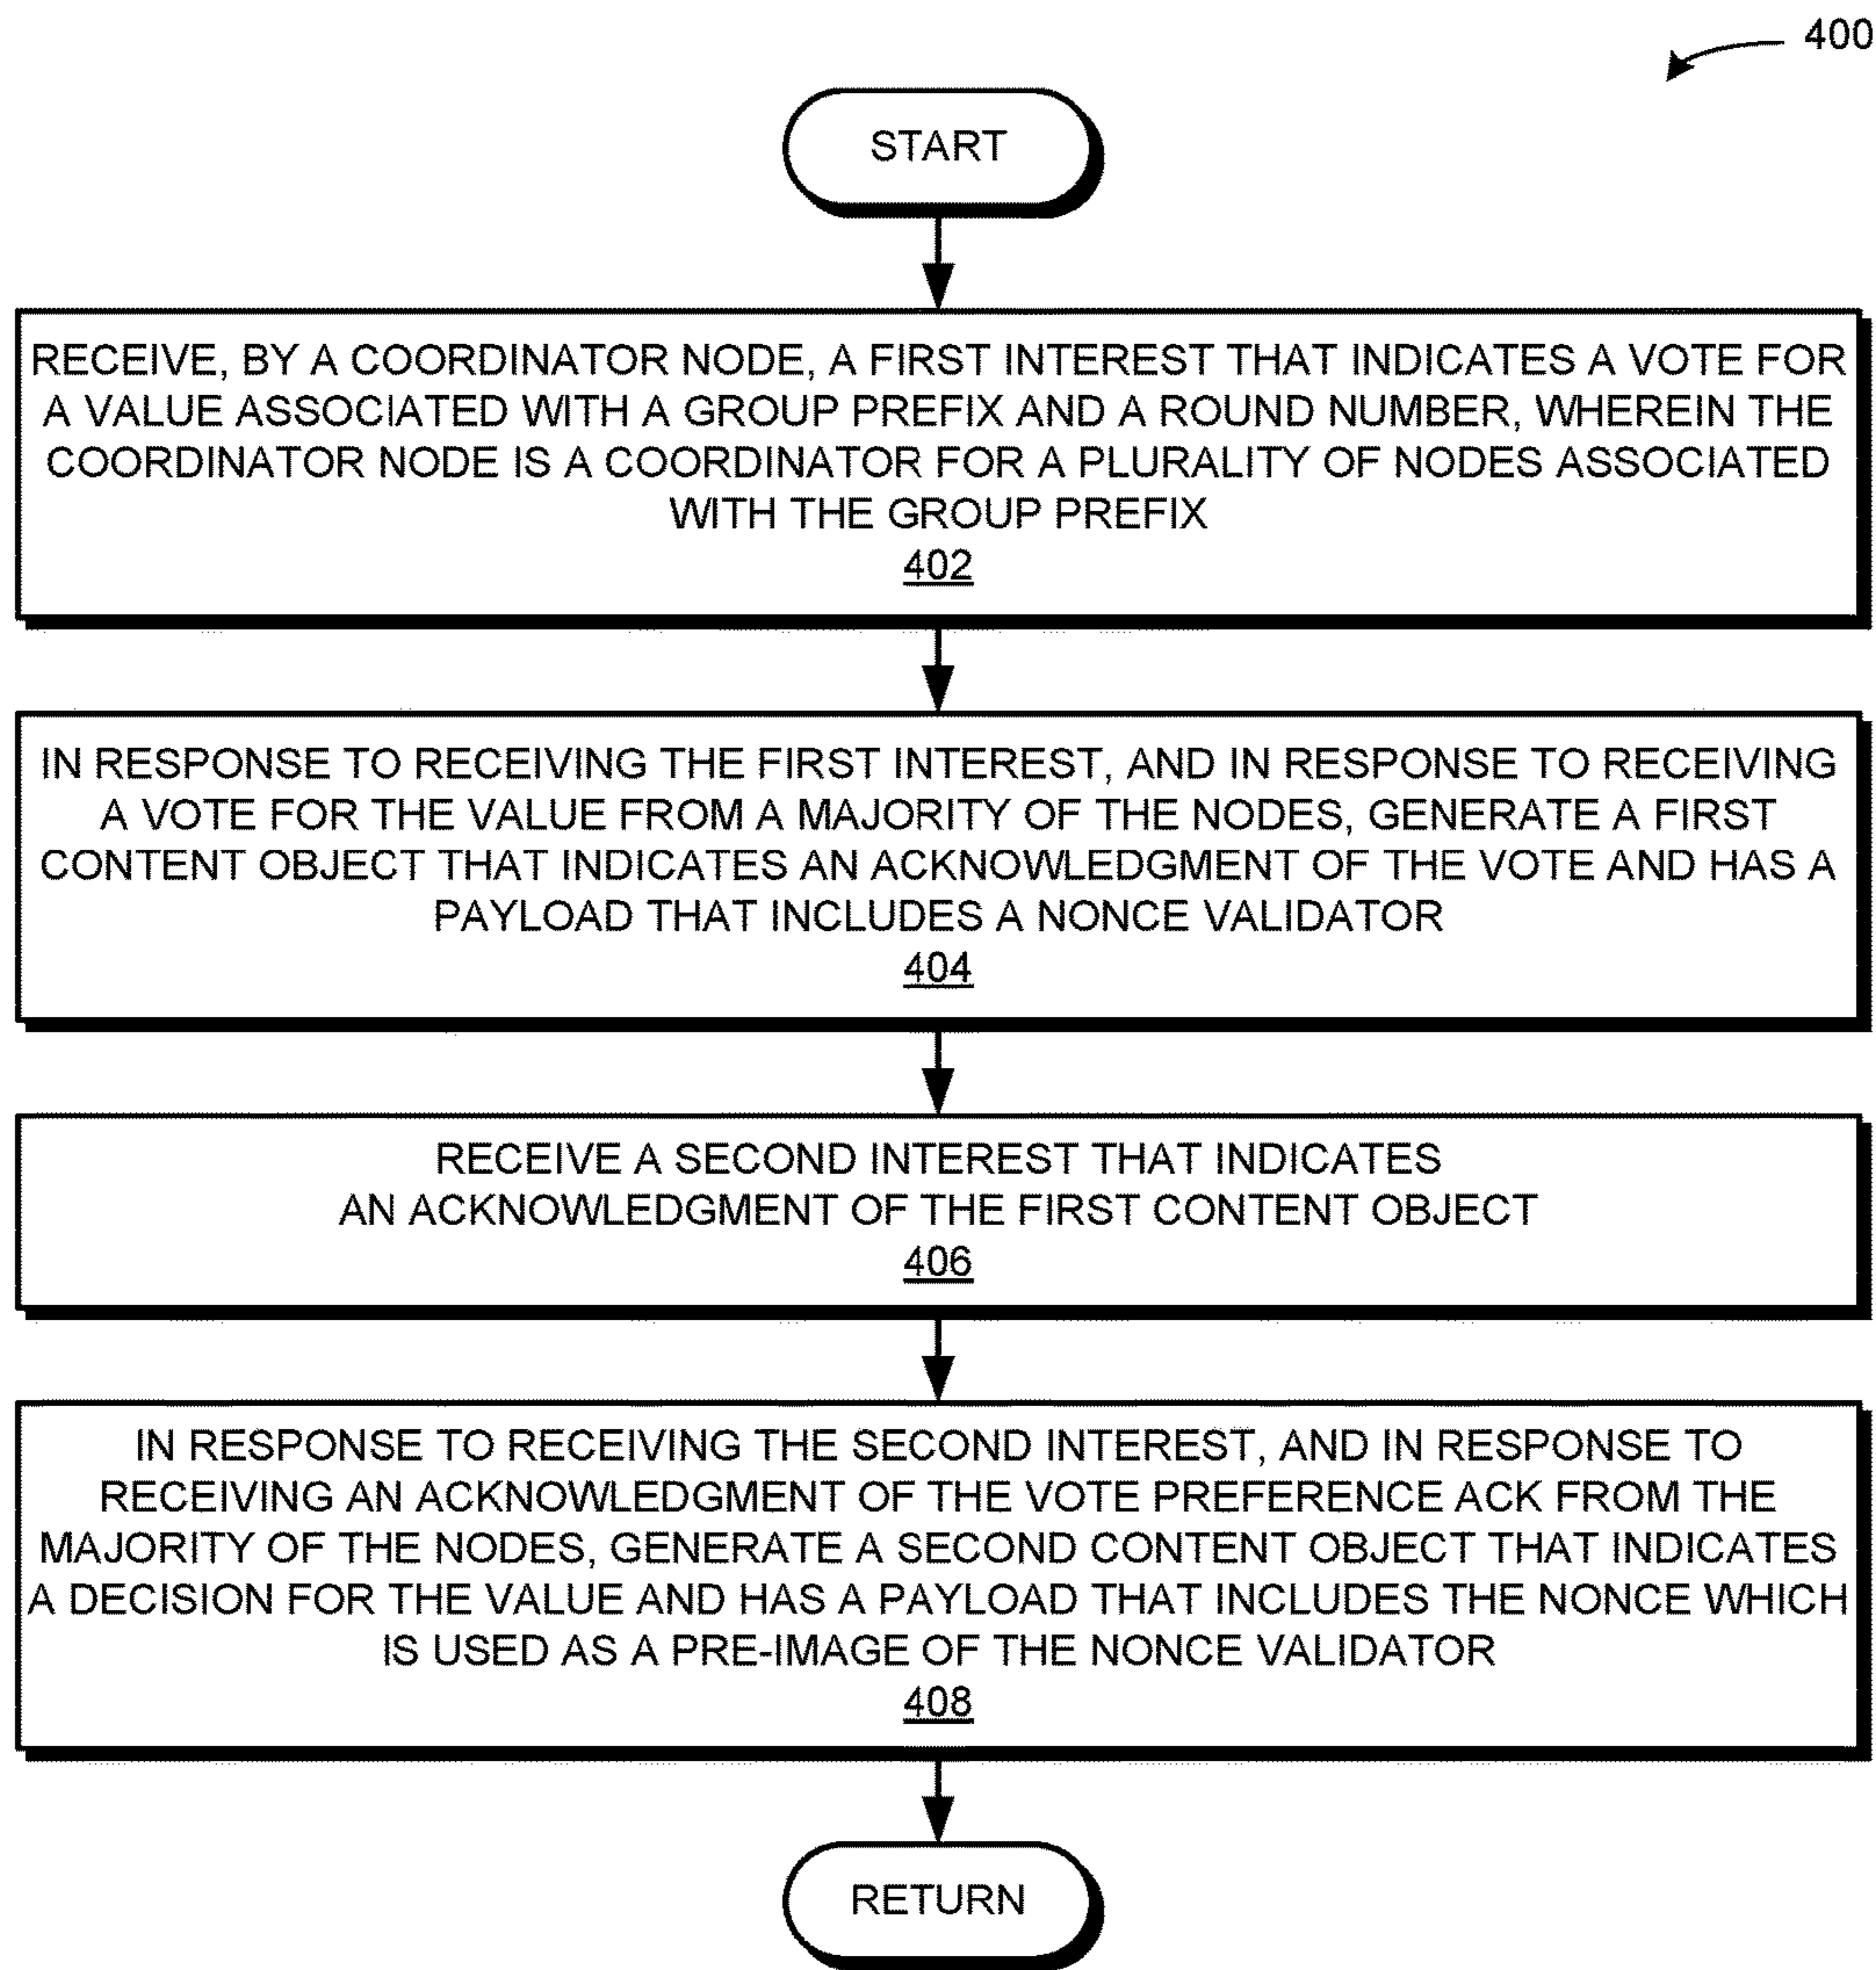 400
START
RECEIVE, BY A COORDINATOR NODE, A FIRST INTEREST THAT INDICATES A VOTE FOR
A VALUE ASSOCIATED WITH A GROUP PREFIX AND A ROUND NUMBER, WHEREIN THE
COORDINATOR NODE IS A COORDINATOR FOR A PLURALITY OF NODES ASSOCIATED
WITH THE GROUP PREFIX
402
IN RESPONSE TO RECEIVING THE FIRST INTEREST, AND IN RESPONSE TO RECEIVING
A VOTE FOR THE VALUE FROM A MAJORITY OF THE NODES, GENERATE A FIRST
CONTENT OBJECT THAT INDICATES AN ACKNOWLEDGMENT OF THE VOTE AND HAS A
PAYLOAD THAT INCLUDES A NONCE VALIDATOR
404
RECEIVE A SECOND INTEREST THAT INDICATES
AN ACKNOWLEDGMENT OF THE FIRST CONTENT OBJECT
406
IN RESPONSE TO RECEIVING THE SECOND INTEREST, AND IN RESPONSE TO
RECEIVING AN ACKNOWLEDGMENT OF THE VOTE PREFERENCE ACK FROM THE
MAJORITY OF THE NODES, GENERATE A SECOND CONTENT OBJECT THAT INDICATES
A DECISION FOR THE VALUE AND HAS A PAYLOAD THAT INCLUDES THE NONCE WHICH
IS USED AS A PRE-IMAGE OF THE NONCE VALIDATOR
408
RETURN